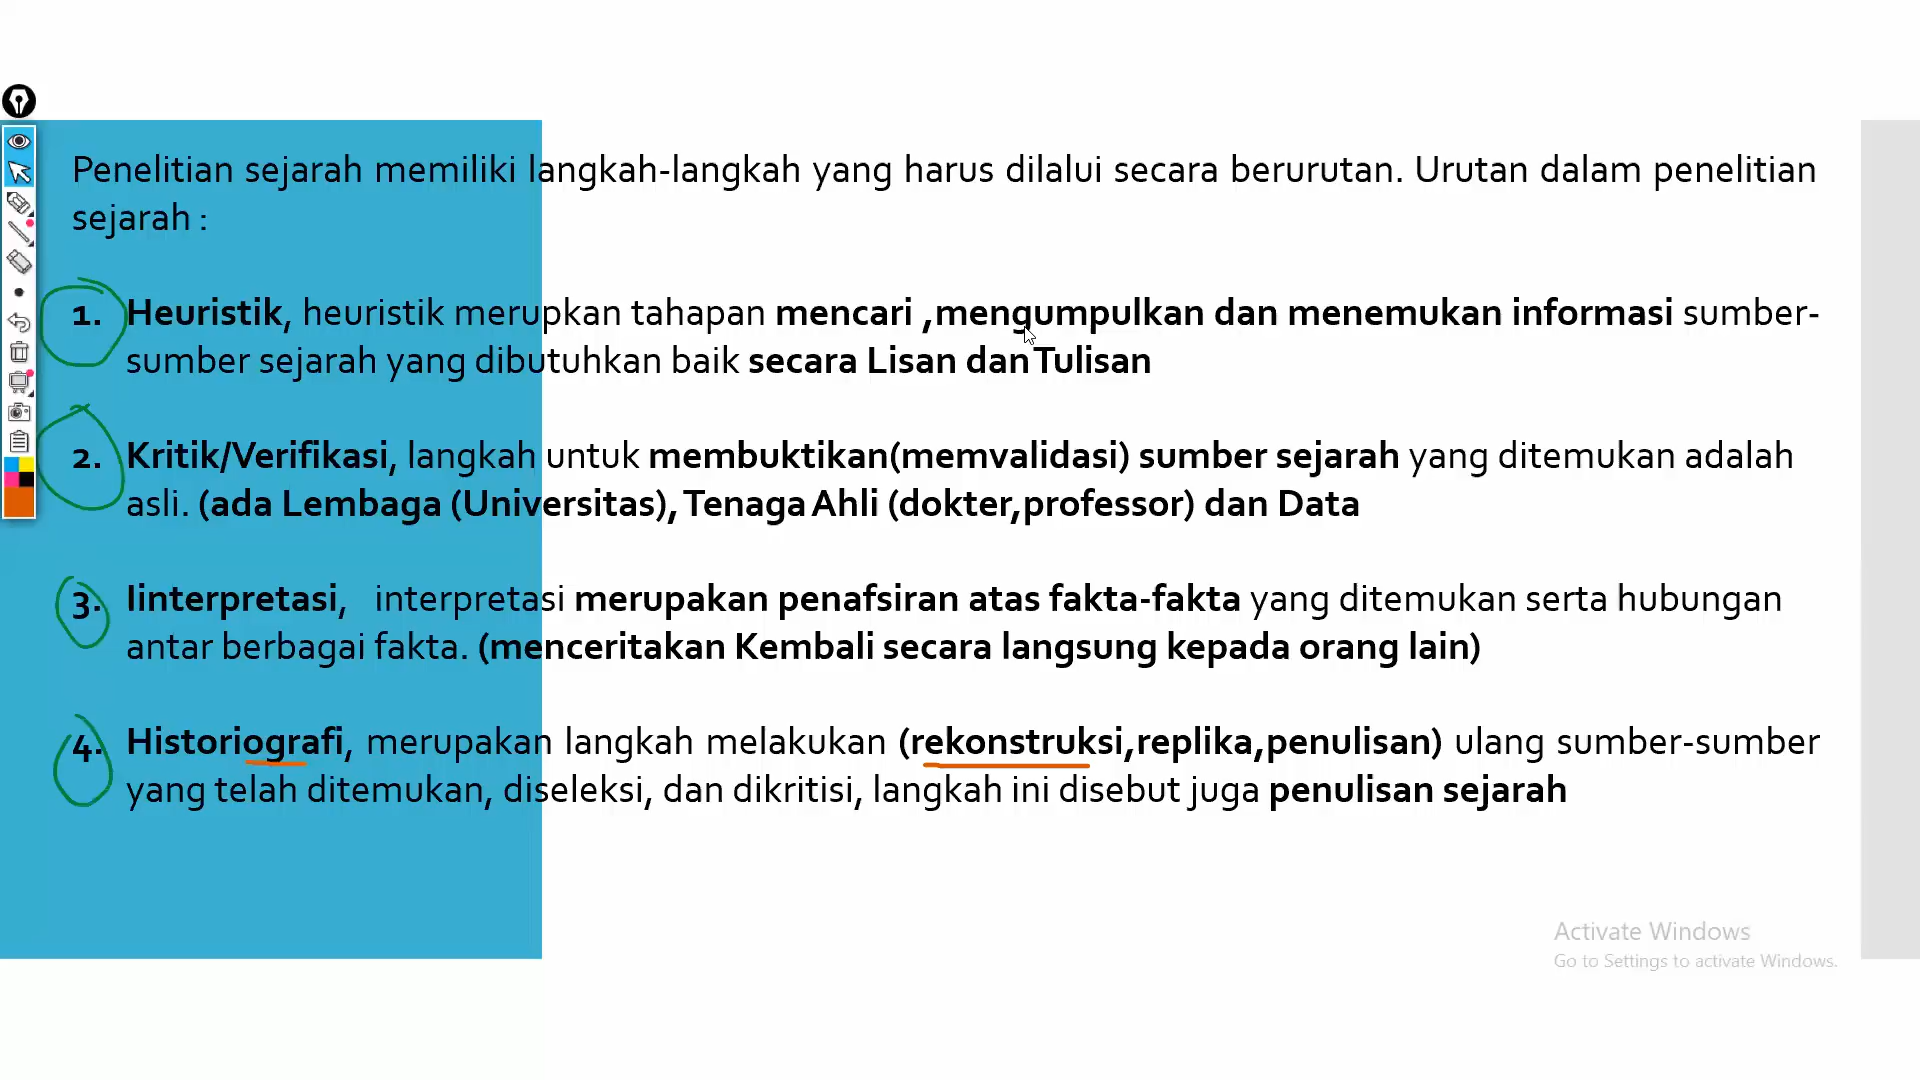 Penelitian sejarah memiliki langkah-langkah yang harus dilalui secara berurutan. Urutan dalam penelitian
sejarah :
1. Heuristik, heuristik merupkan tahapan mencari ,mengumpulkan dan menemukan informasi sumber-
sumber sejarah yang dibutuhkan baik secara Lisan dan Tulisan
2. Kritik/Verifikasi, langkah untuk membuktikan(memvalidasi) sumber sejarah yang ditemukan adalah
asli. (ada Lembaga (Universitas), Tenaga Ahli (dokter,professor) dan Data
3. Iinterpretasi, interpretasi merupakan penafsiran atas fakta-fakta yang ditemukan serta hubungan
antar berbagai fakta. (menceritakan Kembali secara langsung kepada orang lain)
4. Historiografi, merupakan langkah melakukan (rekonstruksi,replika,penulisan) ulang sumber-sumber
yang telah ditemukan, diseleksi, dan dikritisi, langkah ini disebut juga penulisan sejarah
Activate Windows
Go to Settings to activate Windows.